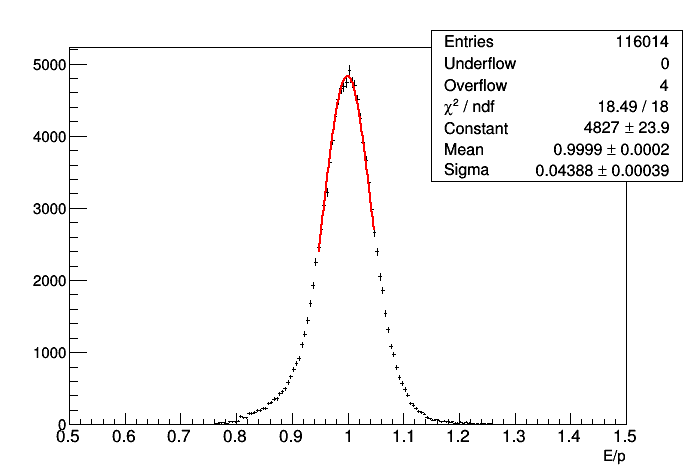 Entries 116014
Underflow 0
Overflow 4
χ² / ndf 18.49 / 18
Constant 4827 ± 23.9
Mean 0.9999 ± 0.0002
Sigma 0.04388 ± 0.00039
5000
4000
3000
2000
1000
0
0.5 0.6 0.7 0.8 0.9 1 1.1 1.2 1.3 1.4 1.5
E/p